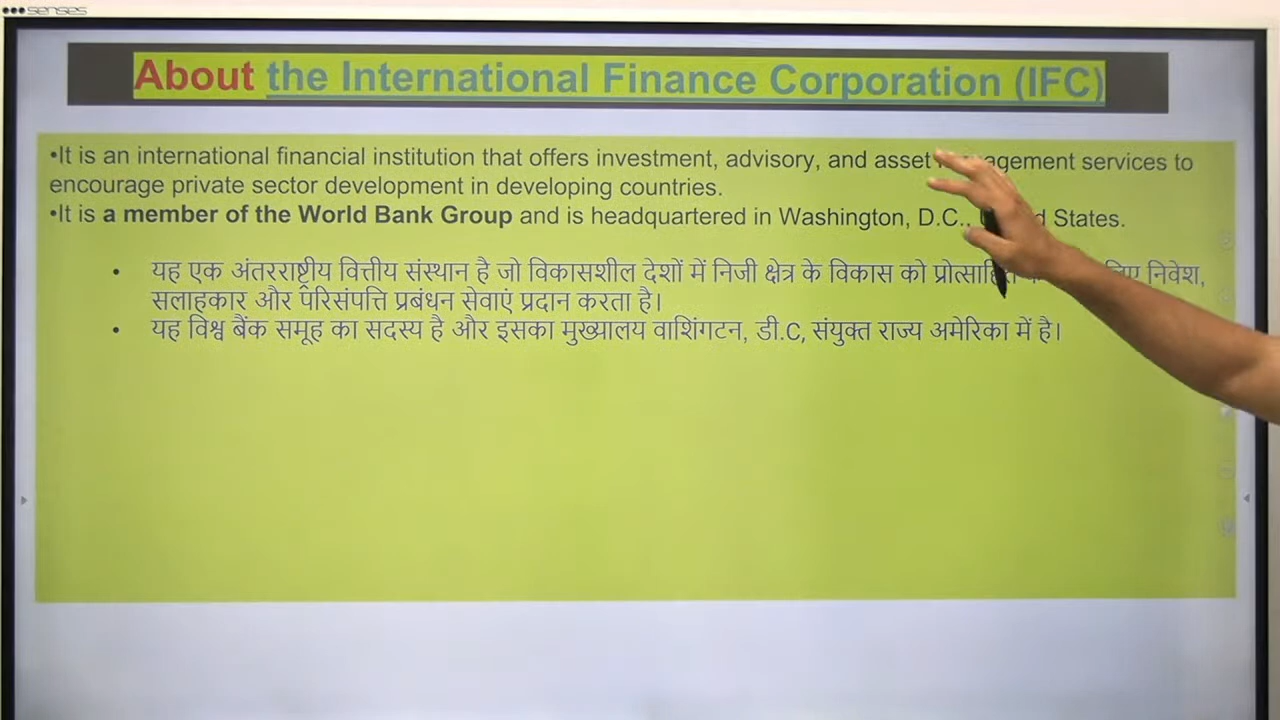 senses
About the International Finance Corporation (IFC)
•It is an international financial institution that offers investment, advisory, and asset services to
encourage private sector development in developing countries.
•It is a member of the World Bank Group and is headquartered in Washington, D.C., States.
• यह एक अंतरराष्ट्रीय वित्तीय संस्थान है जो विकासशील देशों में निजी क्षेत्र के विकास को निवेश,
सलाहकार और परिसंपत्ति प्रबंधन सेवाएं प्रदान करता है।
• यह विश्व बैंक समूह का सदस्य है और इसका मुख्यालय वाशिंगटन, डी.C, संयुक्त राज्य अमेरिका में है।